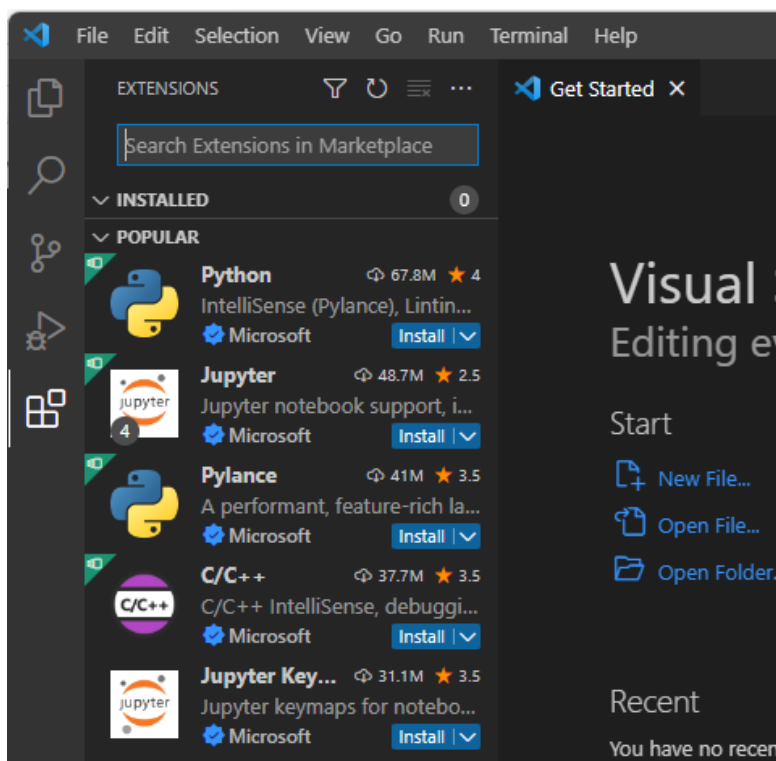 File Edit Selection View Go Run Terminal Help
EXTENSIONS
Get Started
Search Extensions in Marketplace
INSTALLED 0
POPULAR
Python 67.8M 4
IntelliSense (Pylance), Lintin...
Microsoft Install
Jupyter 48.7M 2.5
jupyter
Jupyter notebook support, i...
4
Microsoft Install
Pylance 41M 3.5
A performant, feature-rich la...
Microsoft Install
C/C++ 37.7M 3.5
C/C++
C/C++ IntelliSense, debuggi...
Microsoft Install
Jupyter Key... 31.1M 3.5
jupyter
Jupyter keymaps for notebo...
Microsoft Install
Visual
Editing
Start
New File...
Open File...
Open Folder.
Recent
You have no recen